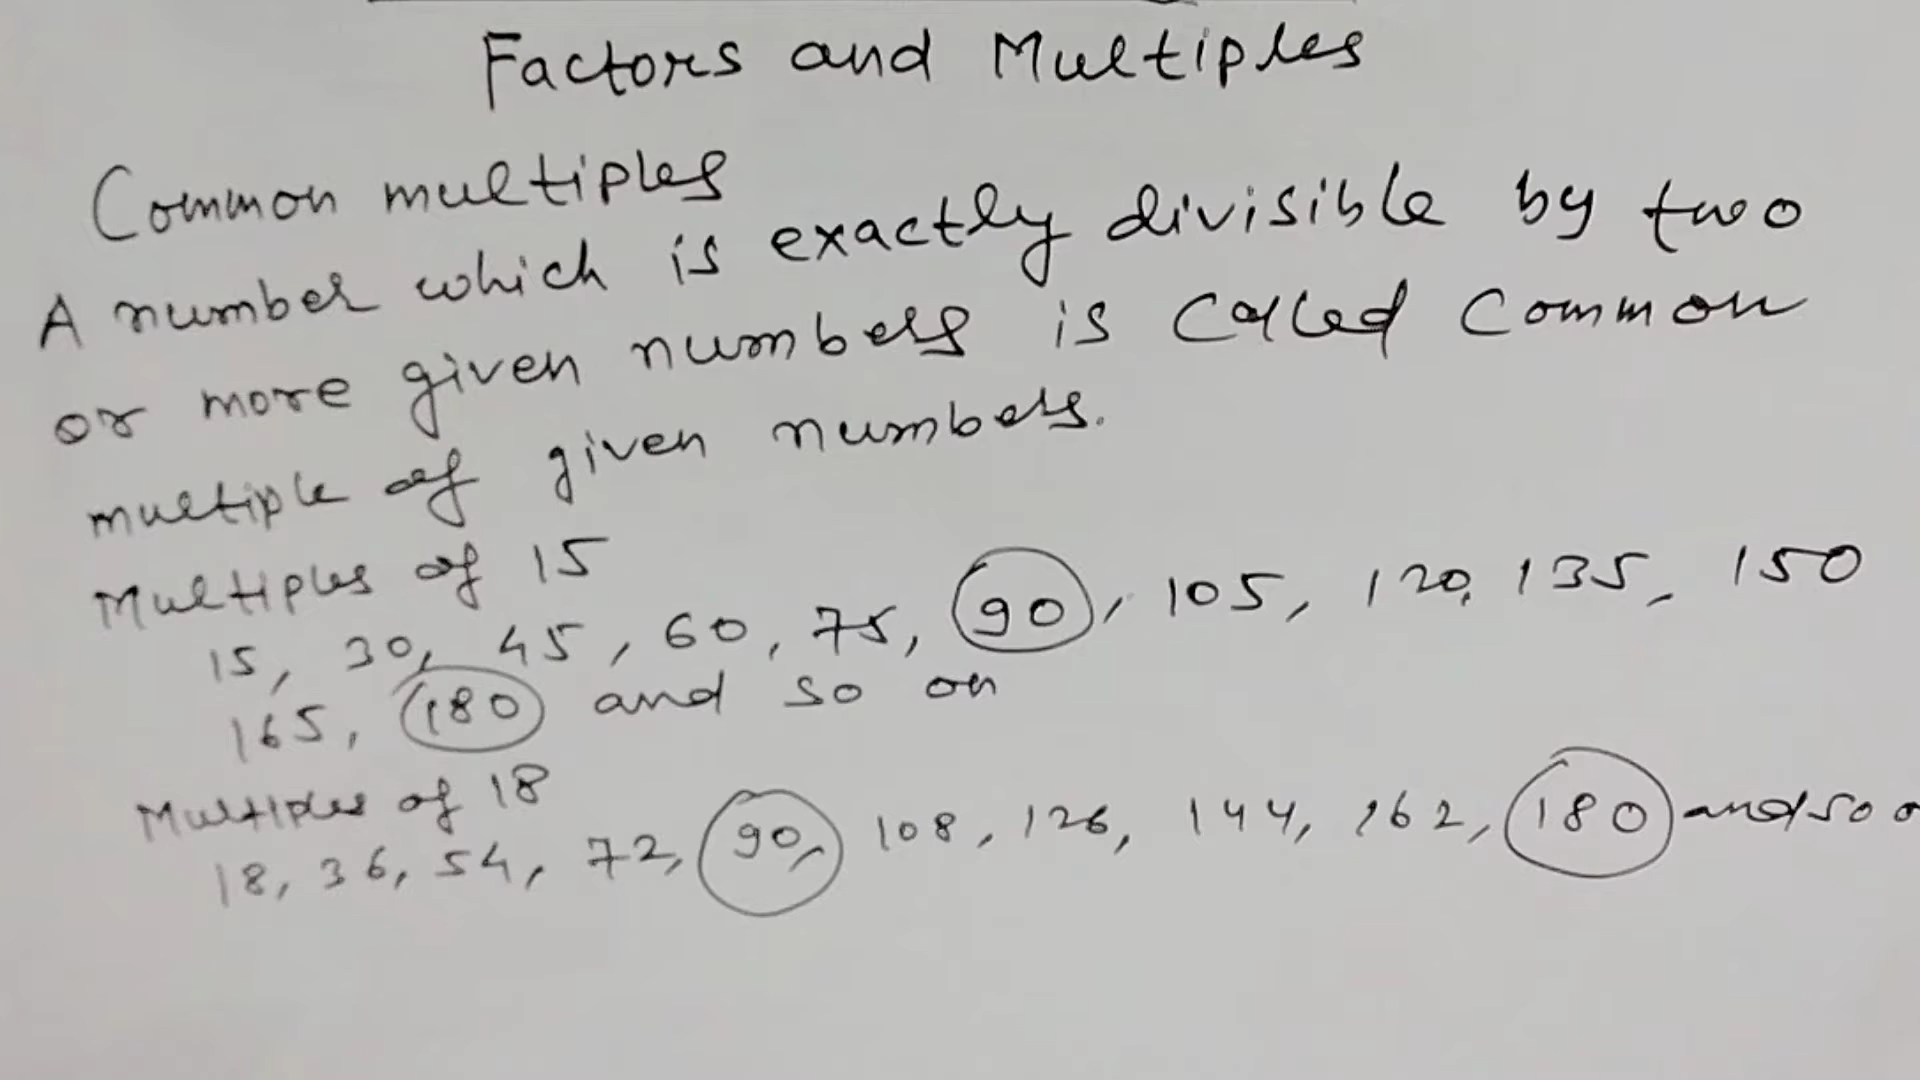 Factors and Multiples
Common multiples
A number which is exactly divisible by two
or more given numbers is called Common
multiple of given numbers.
Multiples of 15
15, 30, 45, 60, 75, 90, 105, 120, 135, 150
165, 180 and so on
Multiples of 18
18, 36, 54, 72, 90, 108, 126, 144, 162, 180 and so o